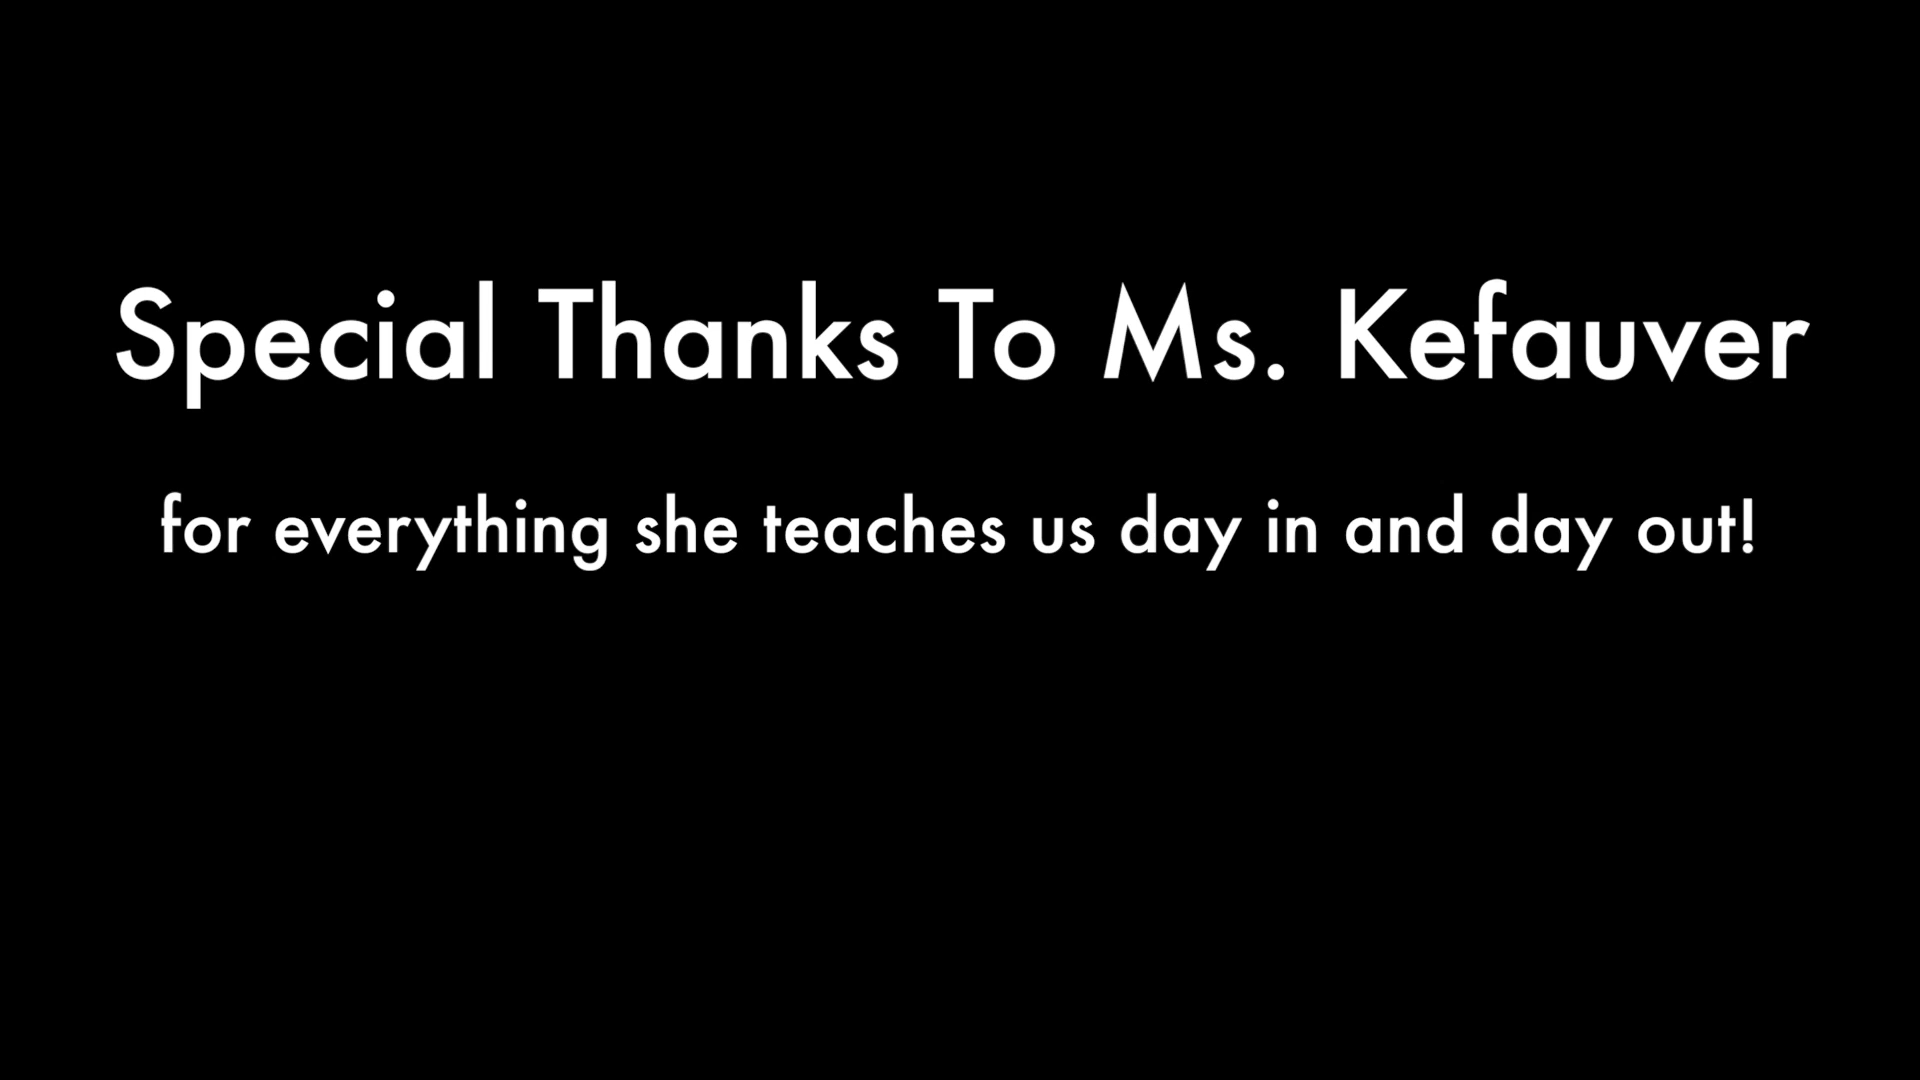 Special Thanks To Ms. Kefauver
for everything she teaches us day in and day out!